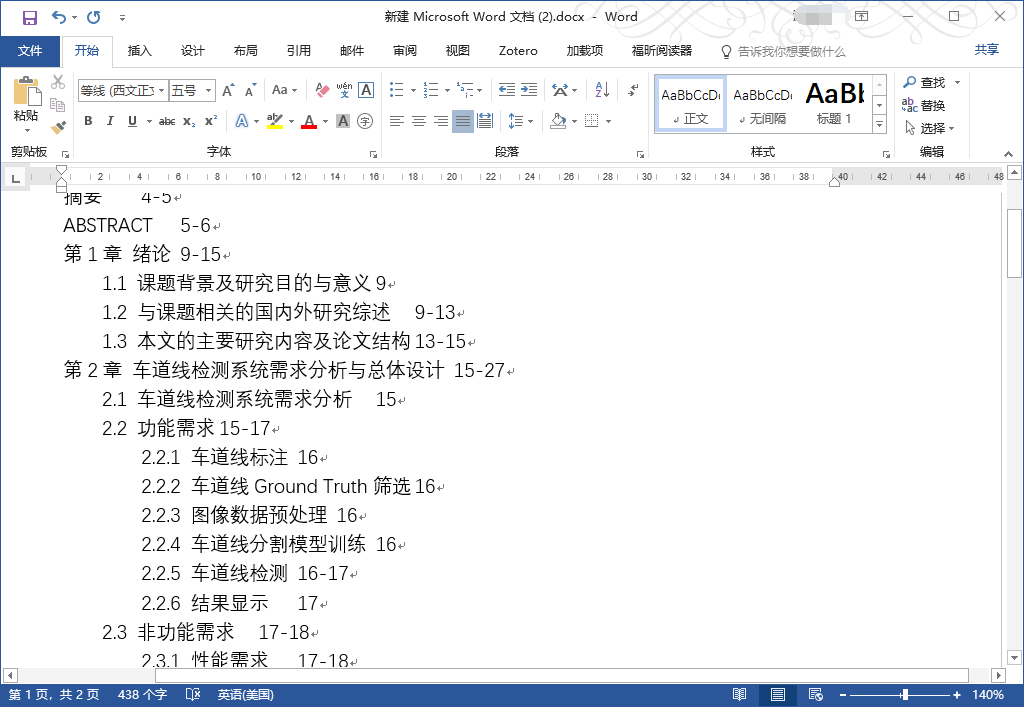 新建 Microsoft Word 文档 (2).docx - Word
文件 开始 插入 设计 布局 引用 邮件 审阅 视图 Zotero 加载项 福昕阅读器 告诉我你想要做什么 共享
粘贴
等线 (西文正 五号 A A Aa wén 文 A
B I U abc X₂ X² A ab A A 字
A Z
AaBbCcDc AaBbCcDc AaBb
正文 无间隔 标题 1
查找
替换
选择
剪贴板 字体 段落 样式 编辑
L 2 4 6 8 10 12 14 16 18 20 22 24 26 28 30 32 34 36 38 40 42 44 46 48
摘要 4-5
ABSTRACT 5-6
第 1 章 绪论 9-15
1.1 课题背景及研究目的与意义 9
1.2 与课题相关的国内外研究综述 9-13
1.3 本文的主要研究内容及论文结构 13-15
第 2 章 车道线检测系统需求分析与总体设计 15-27
2.1 车道线检测系统需求分析 15
2.2 功能需求 15-17
2.2.1 车道线标注 16
2.2.2 车道线 Ground Truth 筛选 16
2.2.3 图像数据预处理 16
2.2.4 车道线分割模型训练 16
2.2.5 车道线检测 16-17
2.2.6 结果显示 17
2.3 非功能需求 17-18
2.3.1 性能需求 17-18
第 1 页，共 2 页 438 个字 英语(美国) 140%